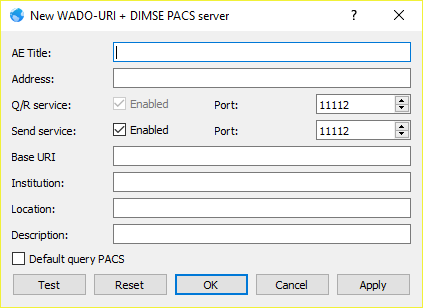 New WADO-URI + DIMSE PACS server
AE Title:
Address:
Q/R service: Enabled Port: 11112
Send service: Enabled Port: 11112
Base URI
Institution:
Location:
Description:
Default query PACS
Test Reset OK Cancel Apply